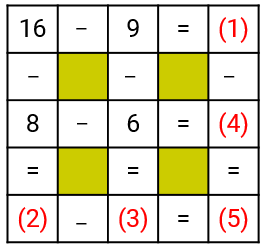 16 – 9 = (1)
– – –
8 – 6 = (4)
= = =
(2) – (3) = (5)